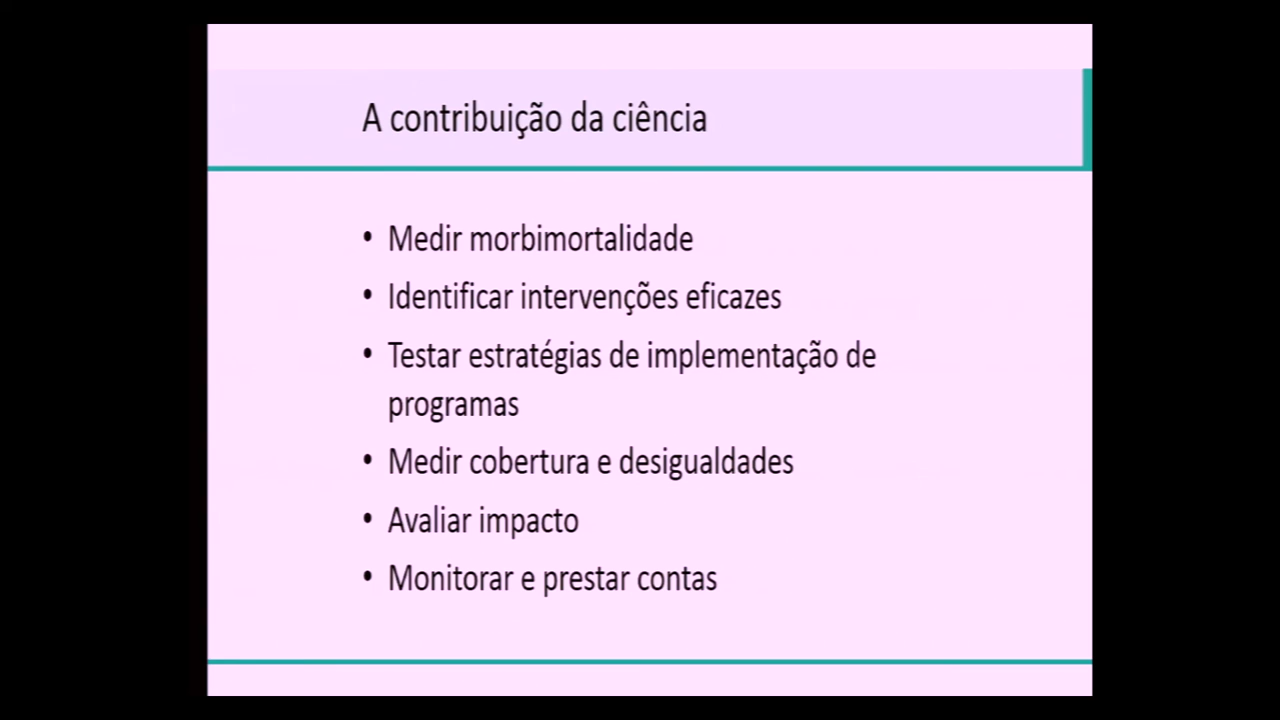 A contribuição da ciência
• Medir morbimortalidade
• Identificar intervenções eficazes
• Testar estratégias de implementação de
programas
• Medir cobertura e desigualdades
• Avaliar impacto
• Monitorar e prestar contas